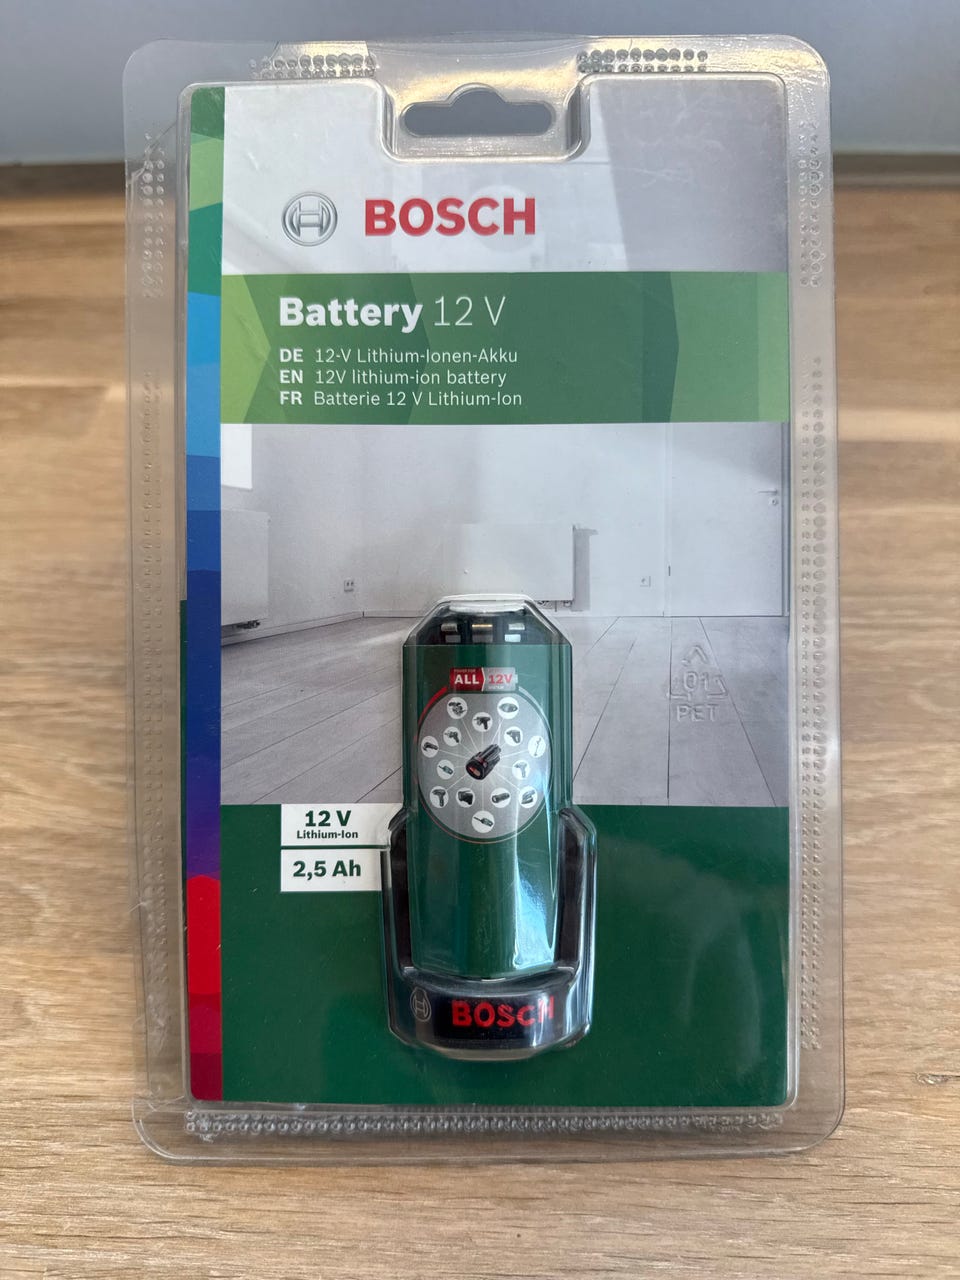 BOSCH
Battery 12 V
DE 12-V Lithium-Ionen-Akku
EN 12V lithium-ion battery
FR Batterie 12 V Lithium-Ion
ALL 12V
01
PET
12 V
Lithium-Ion
2,5 Ah
BOSCH